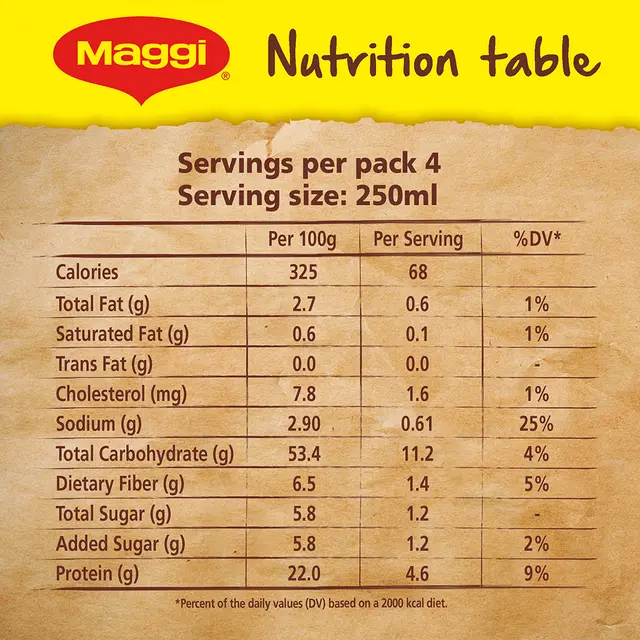 Maggi ®
Nutrition table
Servings per pack 4
Serving size: 250ml
Per 100g Per Serving %DV*
Calories 325 68
Total Fat (g) 2.7 0.6 1%
Saturated Fat (g) 0.6 0.1 1%
Trans Fat (g) 0.0 0.0 -
Cholesterol (mg) 7.8 1.6 1%
Sodium (g) 2.90 0.61 25%
Total Carbohydrate (g) 53.4 11.2 4%
Dietary Fiber (g) 6.5 1.4 5%
Total Sugar (g) 5.8 1.2 -
Added Sugar (g) 5.8 1.2 2%
Protein (g) 22.0 4.6 9%
*Percent of the daily values (DV) based on a 2000 kcal diet.